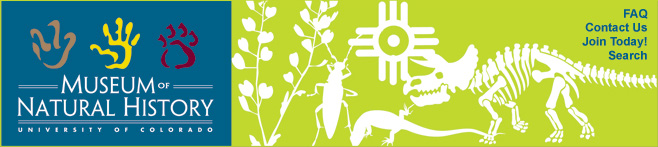 MUSEUM OF
NATURAL HISTORY
UNIVERSITY OF COLORADO
FAQ
Contact Us
Join Today!
Search